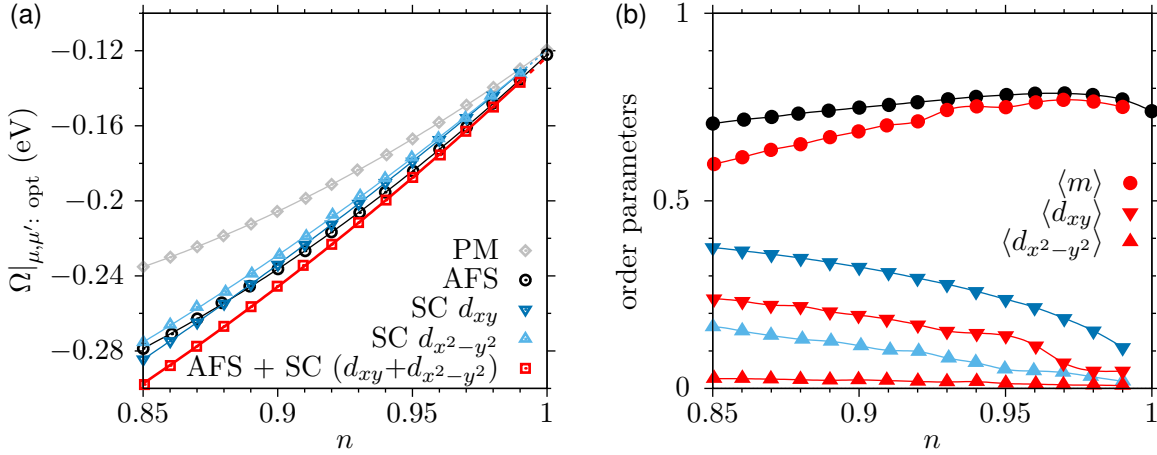 (a)
−0.12
−0.16
−0.2
−0.24
−0.28
Ω|μ,μ′: opt (eV)
PM
AFS
SC dxy
SC dx2−y2
AFS + SC (dxy+dx2−y2)
0.85
0.9
0.95
1
n
(b)
1
0.5
0
order parameters
⟨m⟩
⟨dxy⟩
⟨dx2−y2⟩
0.85
0.9
0.95
1
n